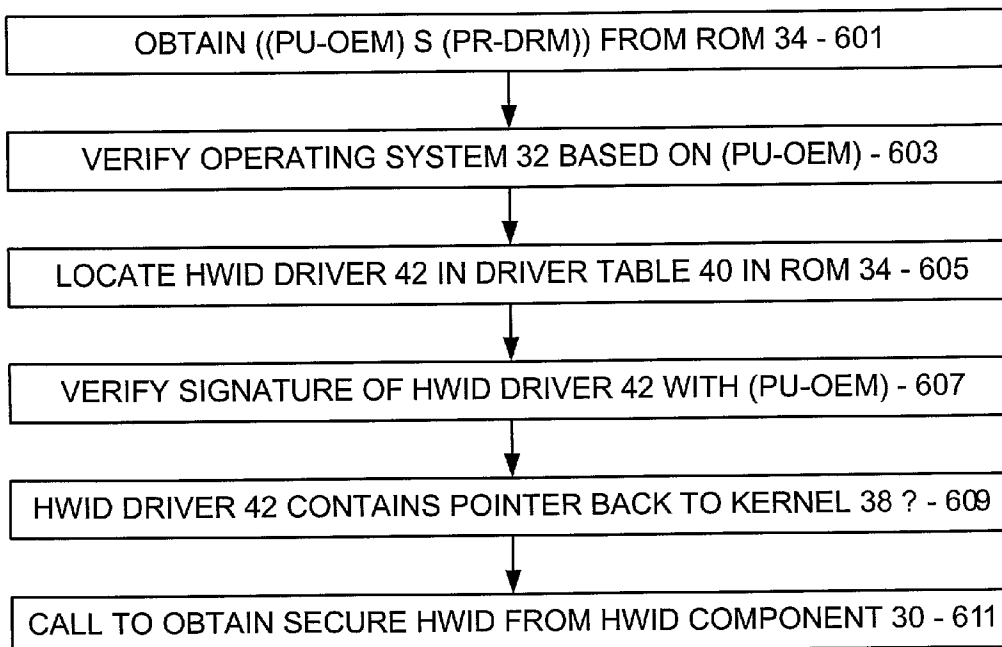 OBTAIN ((PU-OEM) S (PR-DRM)) FROM ROM 34 - 601
VERIFY OPERATING SYSTEM 32 BASED ON (PU-OEM) - 603
LOCATE HWID DRIVER 42 IN DRIVER TABLE 40 IN ROM 34 - 605
VERIFY SIGNATURE OF HWID DRIVER 42 WITH (PU-OEM) - 607
HWID DRIVER 42 CONTAINS POINTER BACK TO KERNEL 38 ? - 609
CALL TO OBTAIN SECURE HWID FROM HWID COMPONENT 30 - 611